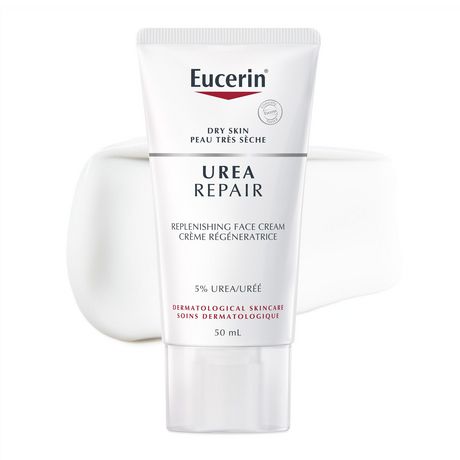 Eucerin®
DRY SKIN
PEAU TRÈS SÈCHE
UREA
REPAIR
REPLENISHING FACE CREAM
CRÈME RÉGÉNERATRICE
5% UREA/URÉÉ
DERMATOLOGICAL SKINCARE
SOINS DERMATOLOGIQUE
50 mL